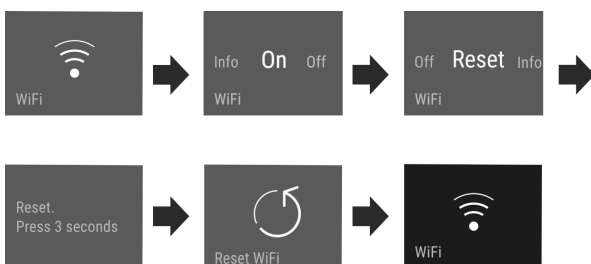 WiFi
Info On Off
WiFi
Off Reset Info
WiFi
Reset.
Press 3 seconds
Reset WiFi
WiFi